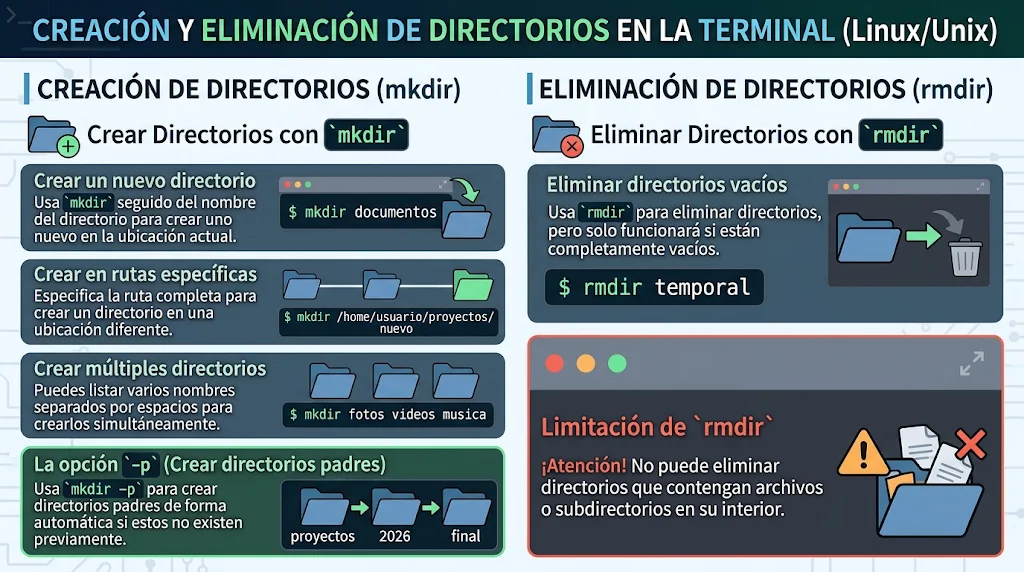 CREACIÓN Y ELIMINACIÓN DE DIRECTORIOS EN LA TERMINAL (Linux/Unix)
CREACIÓN DE DIRECTORIOS (mkdir)
Crear Directorios con `mkdir`
Crear un nuevo directorio
Usa `mkdir` seguido del nombre
del directorio para crear uno
nuevo en la ubicación actual.
$ mkdir documentos
Crear en rutas específicas
Especifica la ruta completa para
crear un directorio en una
ubicación diferente.
$ mkdir /home/usuario/proyectos/
nuevo
Crear múltiples directorios
Puedes listar varios nombres
separados por espacios para
crearlos simultáneamente.
$ mkdir fotos videos musica
La opción `-p` (Crear directorios padres)
Usa `mkdir -p` para crear
directorios padres de forma
automática si estos no existen
previamente.
proyectos 2026 final
ELIMINACIÓN DE DIRECTORIOS (rmdir)
Eliminar Directorios con `rmdir`
Eliminar directorios vacíos
Usa `rmdir` para eliminar directorios,
pero solo funcionará si están
completamente vacíos.
$ rmdir temporal
Limitación de `rmdir`
¡Atención! No puede eliminar
directorios que contengan archivos
o subdirectorios en su interior.